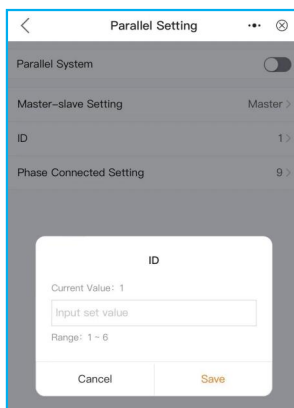 Parallel Setting
Parallel System
Master-slave Setting Master >
ID 1 >
Phase Connected Setting 9 >
ID
Current Value: 1
Input set value
Range: 1 ~ 6
Cancel Save